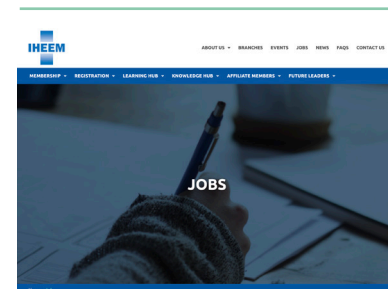 IHEEM
ABOUT US BRANCHES EVENTS JOBS NEWS FAQS CONTACT US
MEMBERSHIP REGISTRATION LEARNING HUB KNOWLEDGE HUB AFFILIATE MEMBERS FUTURE LEADERS
JOBS